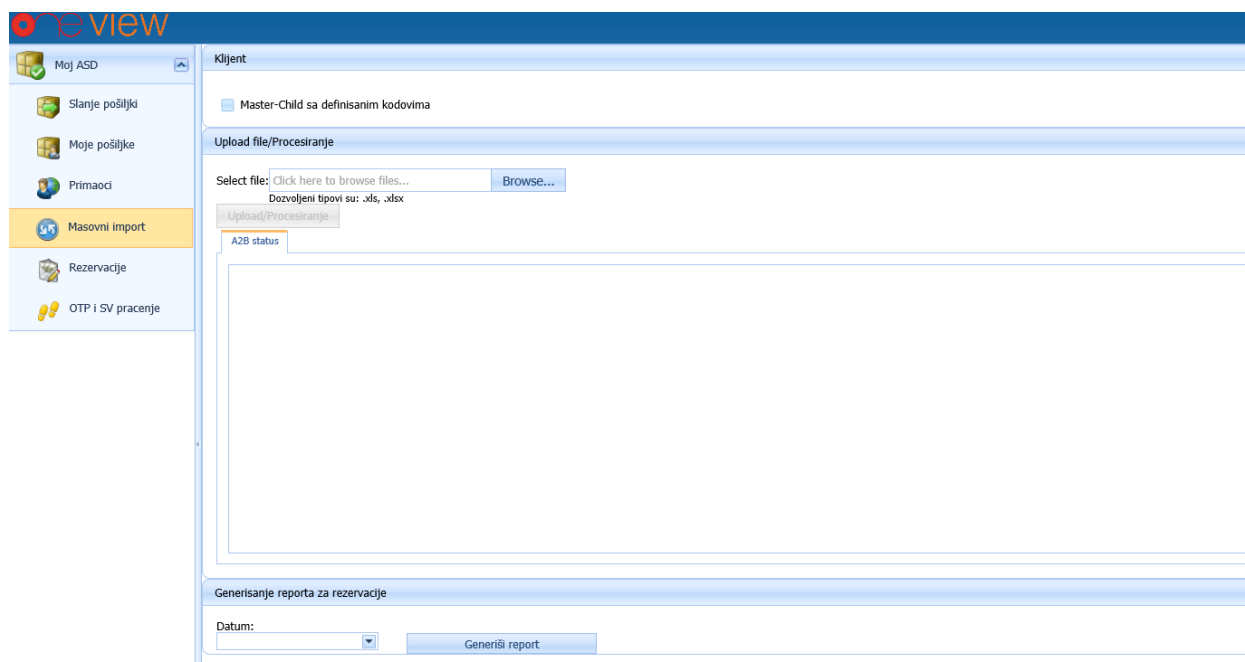 one view
Moj ASD
Slanje pošiljki
Moje pošiljke
Primaoci
Masovni import
Rezervacije
OTP i SV pracenje
Klijent
Master-Child sa definisanim kodovima
Upload file/Procesiranje
Select file: Click here to browse files... Browse...
Dozvoljeni tipovi su: .xls, .xlsx
Upload/Procesiranje
A2B status
Generisanje reporta za rezervacije
Datum:
Generiši report